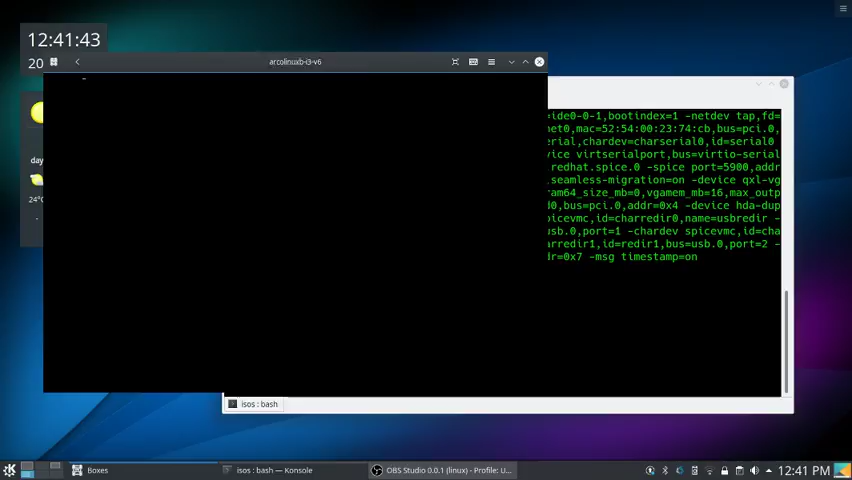 12:41:43
20
arcolinuxb-i3-v6
day
24°C
=ide0-0-1,bootindex=1 -netdev tap,fd=
net0,mac=52:54:00:23:74:cb,bus=pci.0,
erial,chardev=charserial0,id=serial0
vice virtserialport,bus=virtio-serial
redhat.spice.0 -spice port=5900,addr
,seamless-migration=on -device qxl-vg
ram64_size_mb=0,vgamem_mb=16,max_outp
d0,bus=pci.0,addr=0x4 -device hda-dup
spicevmc,id=charredir0,name=usbredir -
usb.0,port=1 -chardev spicevmc,id=cha
rredir1,id=redir1,bus=usb.0,port=2 -
dr=0x7 -msg timestamp=on
isos : bash
Boxes
isos : bash — Konsole
OBS Studio 0.0.1 (linux) - Profile: U...
12:41 PM